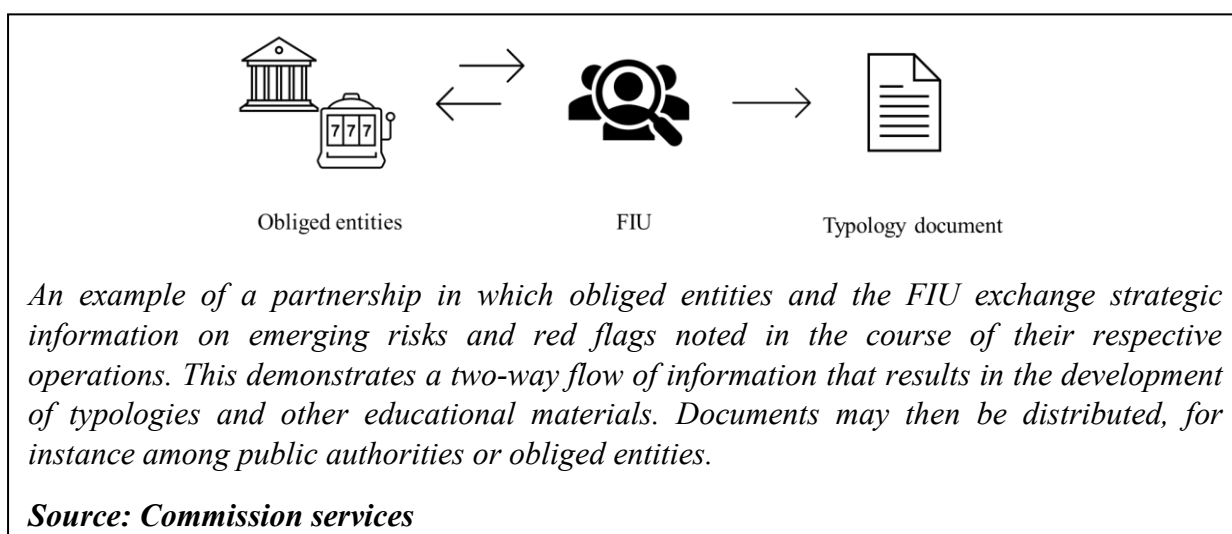 777
Obliged entities FIU Typology document
An example of a partnership in which obliged entities and the FIU exchange strategic
information on emerging risks and red flags noted in the course of their respective
operations. This demonstrates a two-way flow of information that results in the development
of typologies and other educational materials. Documents may then be distributed, for
instance among public authorities or obliged entities.
Source: Commission services